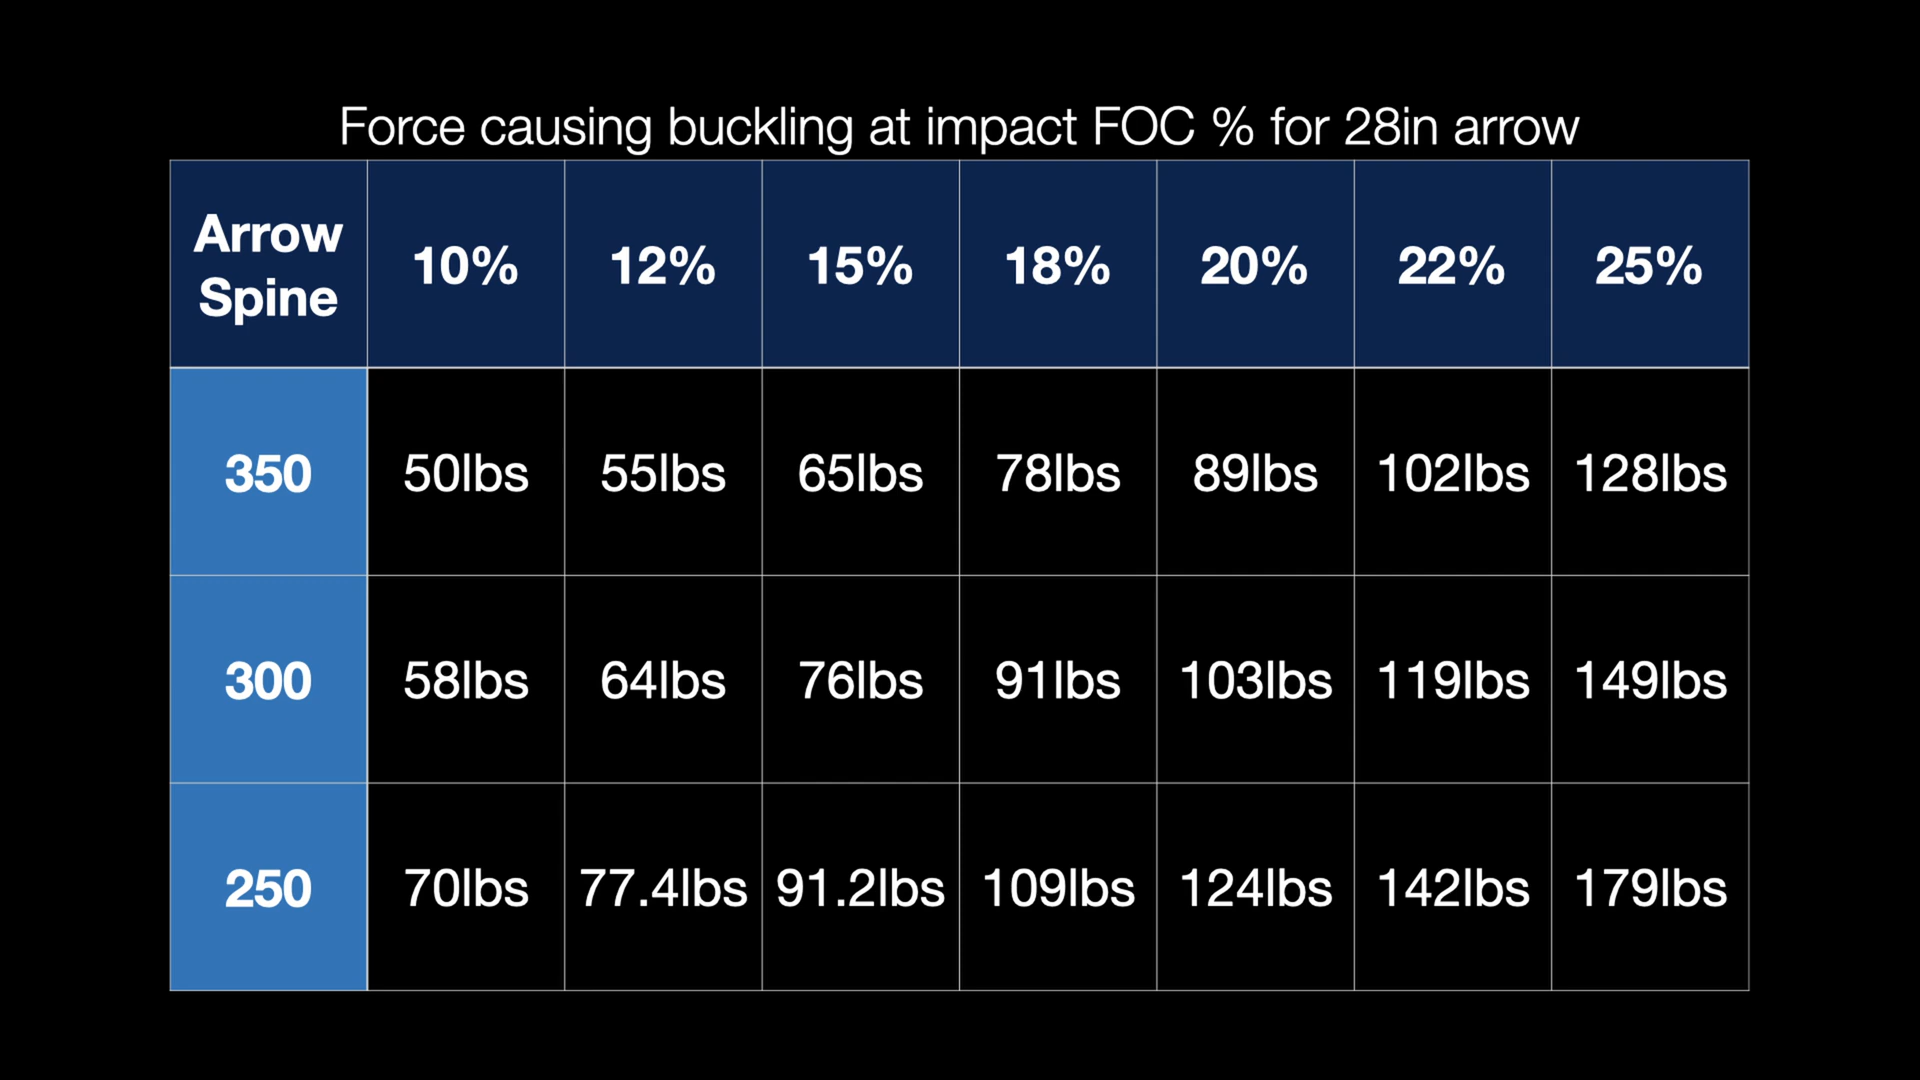 Force causing buckling at impact FOC % for 28in arrow
Arrow Spine 10% 12% 15% 18% 20% 22% 25%
350 50lbs 55lbs 65lbs 78lbs 89lbs 102lbs 128lbs
300 58lbs 64lbs 76lbs 91lbs 103lbs 119lbs 149lbs
250 70lbs 77.4lbs 91.2lbs 109lbs 124lbs 142lbs 179lbs